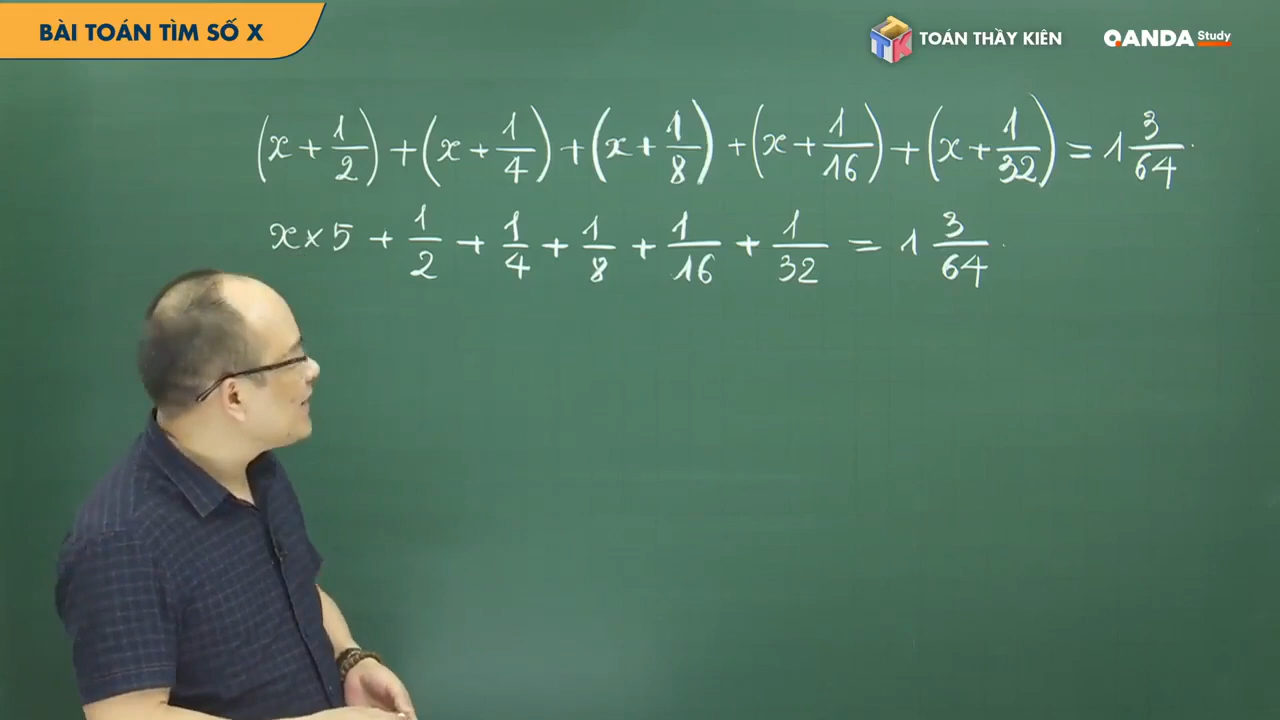 BÀI TOÁN TÌM SỐ X
TTK TOÁN THẦY KIÊN
QANDA Study
(x + 1/2) + (x + 1/4) + (x + 1/8) + (x + 1/16) + (x + 1/32) = 1 3/64
x × 5 + 1/2 + 1/4 + 1/8 + 1/16 + 1/32 = 1 3/64